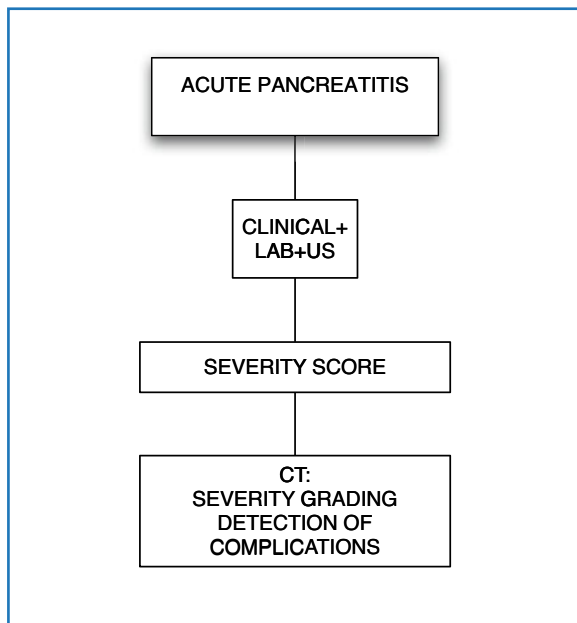 ACUTE PANCREATITIS
CLINICAL+
LAB+US
SEVERITY SCORE
CT:
SEVERITY GRADING
DETECTION OF
COMPLICATIONS